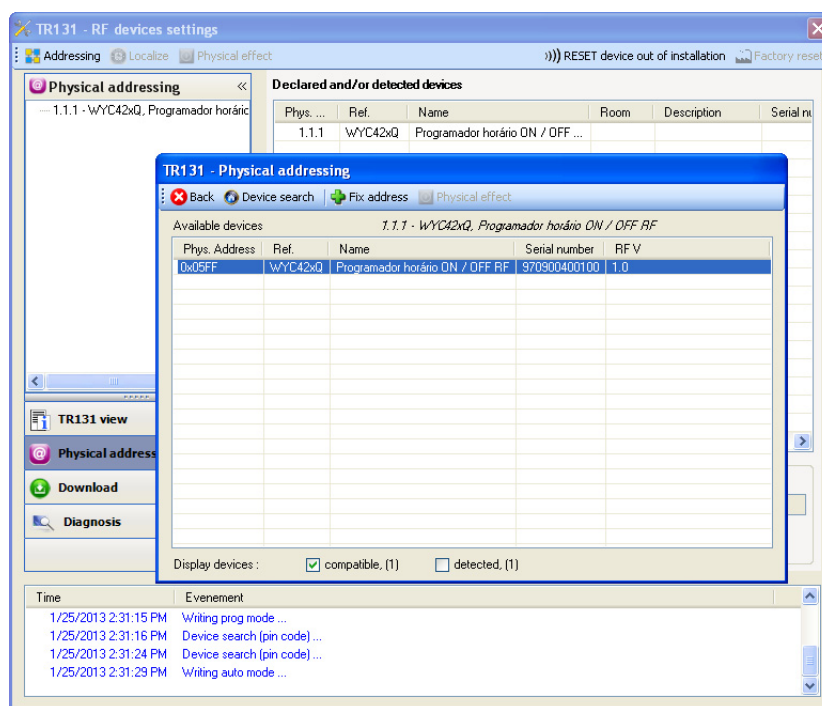 TR131 - RF devices settings
Addressing Localize Physical effect ))) RESET device out of installation Factory reset
Physical addressing «
1.1.1 - WYC42xQ, Programador horáric
Declared and/or detected devices
Phys. ... Ref. Name Room Description Serial nu
1.1.1 WYC42xQ Programador horário ON / OFF ...
TR131 - Physical addressing
Back Device search Fix address Physical effect
Available devices 1.1.1 - WYC42xQ, Programador horário ON / OFF RF
Phys. Address Ref. Name Serial number RF V
0x05FF WYC42xQ Programador horário ON / OFF RF 970900400100 1.0
Display devices : compatible, (1) detected, (1)
TR131 view
Physical address
Download
Diagnosis
Time Evenement
1/25/2013 2:31:15 PM Writing prog mode ...
1/25/2013 2:31:16 PM Device search (pin code) ...
1/25/2013 2:31:24 PM Device search (pin code) ...
1/25/2013 2:31:29 PM Writing auto mode ...